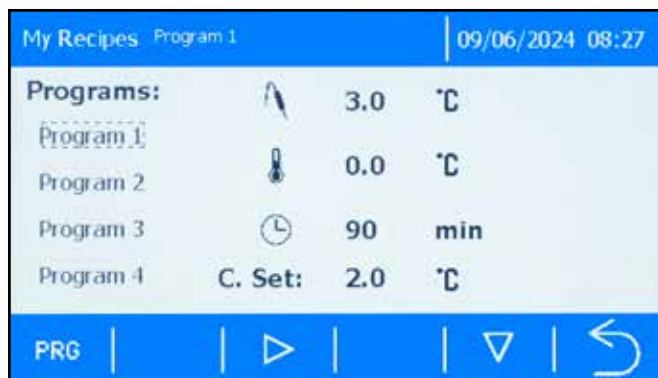 My Recipes Program 1 09/06/2024 08:27
Programs: 3.0 °C
Program 1
Program 2 0.0 °C
Program 3 90 min
Program 4 C. Set: 2.0 °C
PRG